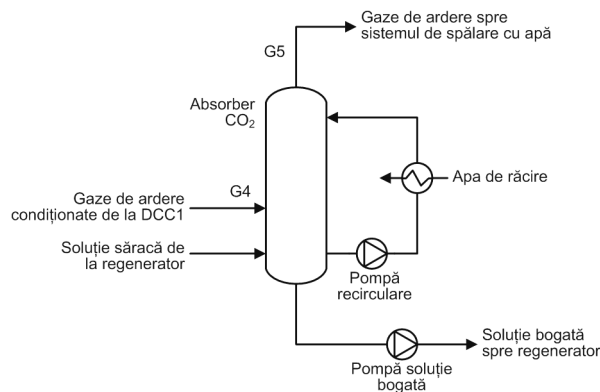 Gaze de ardere spre
sistemul de spălare cu apă
G5
Absorber
CO₂
Apa de răcire
Gaze de ardere
condiționate de la DCC1
G4
Soluție săracă de
la regenerator
Pompă
recirculare
Soluție bogată
spre regenerator
Pompă soluție
bogată